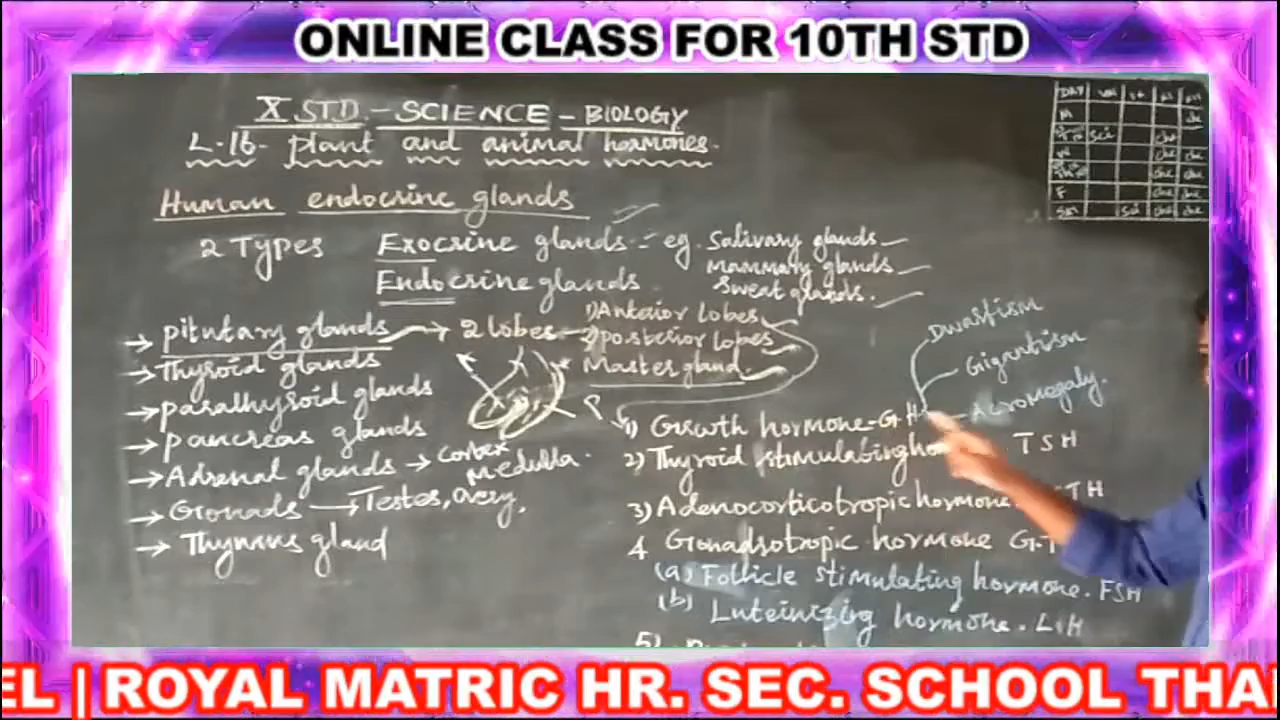 ONLINE CLASS FOR 10TH STD
X STD. - SCIENCE - BIOLOGY
L-16- plant and animal hormones.
Human endocrine glands
2 Types Exocrine glands - eg. Salivary glands
Mammary glands
Sweat glands.
Endocrine glands
→ pitutary glands → 2 lobes - 1) Anterior lobes
2) posterior lobes
Master gland.
→ Thyroid glands
→ parathyroid glands
→ pancreas glands
→ Adrenal glands → cortex
medulla.
→ Gonads → Testes, overy,
→ Thymus gland
Dwarfism
Gigantism
Acromegaly.
1) Growth hormone - GH
2) Thyroid stimulating TSH
3) Adenocorticotropic hormone
4 Gonadsotropic hormone
(a) Follicle stimulating hormone. FSH
(b) Luteinizing hormone. LH
5)
ROYAL MATRIC HR. SEC. SCHOOL